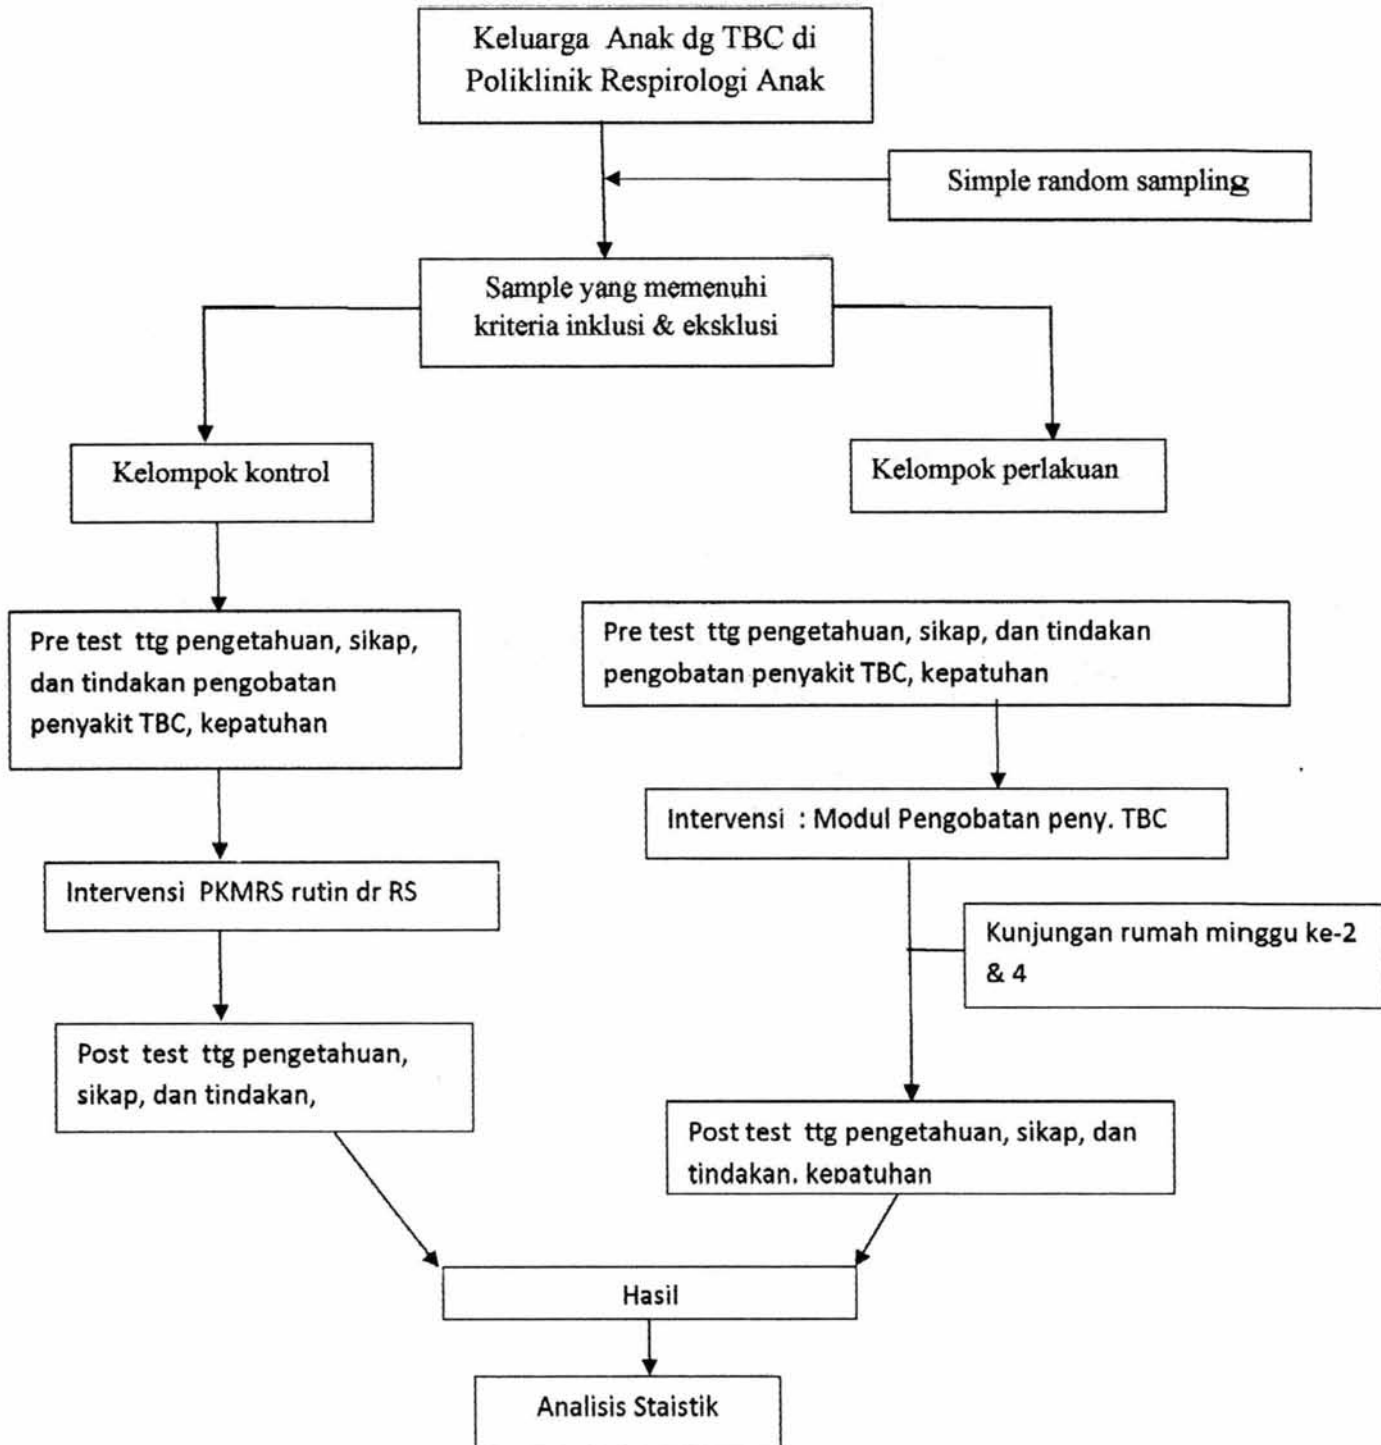 Keluarga Anak dg TBC di
Poliklinik Respirologi Anak
Simple random sampling
Sample yang memenuhi
kriteria inklusi & eksklusi
Kelompok kontrol
Kelompok perlakuan
Pre test ttg pengetahuan, sikap,
dan tindakan pengobatan
penyakit TBC, kepatuhan
Pre test ttg pengetahuan, sikap, dan tindakan
pengobatan penyakit TBC, kepatuhan
Intervensi : Modul Pengobatan peny. TBC
Intervensi PKMRS rutin dr RS
Kunjungan rumah minggu ke-2
& 4
Post test ttg pengetahuan,
sikap, dan tindakan,
Post test ttg pengetahuan, sikap, dan
tindakan. kepatuhan
Hasil
Analisis Staistik